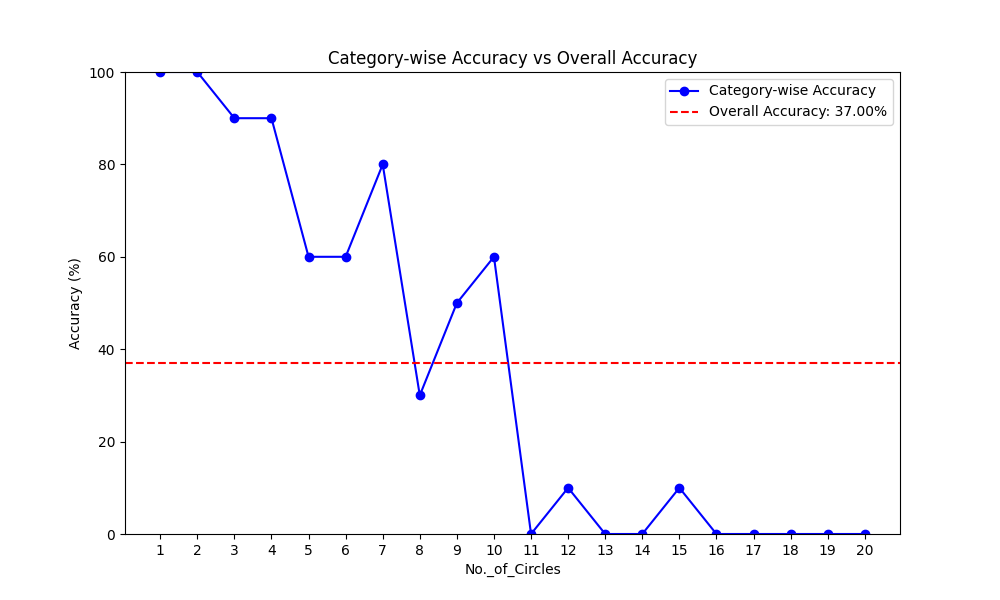 Category-wise Accuracy vs Overall Accuracy
Category-wise Accuracy
Overall Accuracy: 37.00%
Accuracy (%)
100
80
60
40
20
0
1 2 3 4 5 6 7 8 9 10 11 12 13 14 15 16 17 18 19 20
No._of_Circles